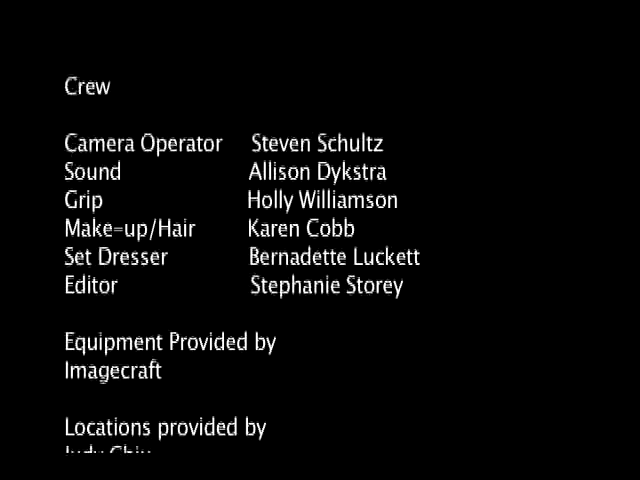 Crew
Camera Operator Steven Schultz
Sound Allison Dykstra
Grip Holly Williamson
Make-up/Hair Karen Cobb
Set Dresser Bernadette Luckett
Editor Stephanie Storey
Equipment Provided by
Imagecraft
Locations provided by